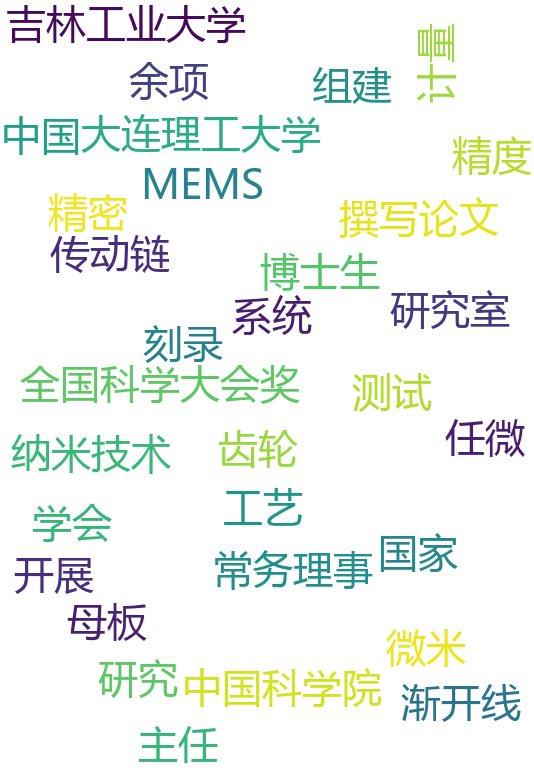 吉林工业大学
余项
组建
计量
中国大连理工大学
精度
MEMS
精密
撰写论文
传动链
博士生
系统
研究室
刻录
全国科学大会奖
测试
任微
纳米技术
齿轮
工艺
学会
国家
开展
常务理事
母板
微米
研究
中国科学院
渐开线
主任